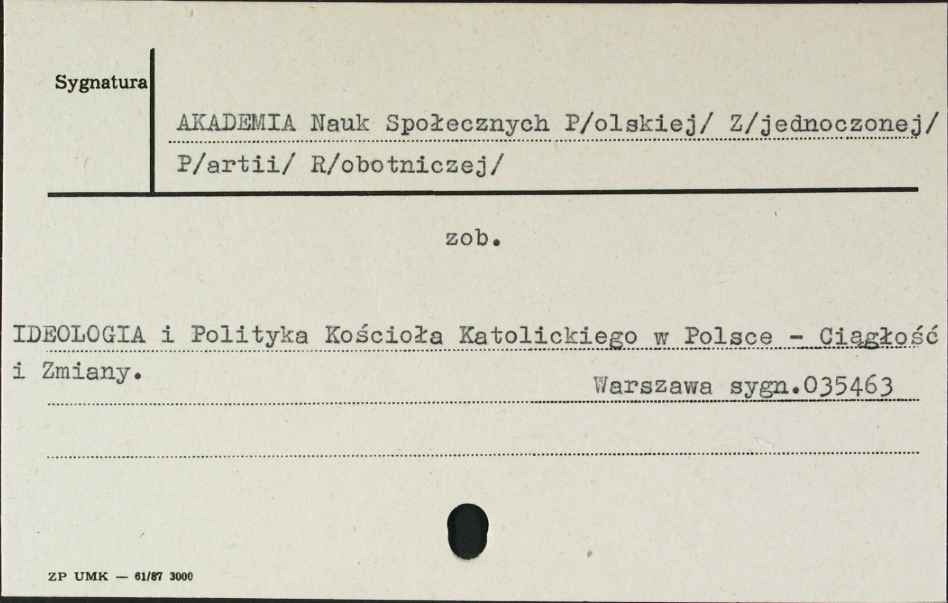 Sygnatura
AKADEMIA Nauk Społecznych P/olskiej/ Z/jednoczonej/
P/artii/ R/obotniczej/
zob.
IDEOLOGIA i Polityka Kościoła Katolickiego w Polsce - Ciągłość
i Zmiany.
Warszawa sygn.035463
ZP UMK — 61/87 3000